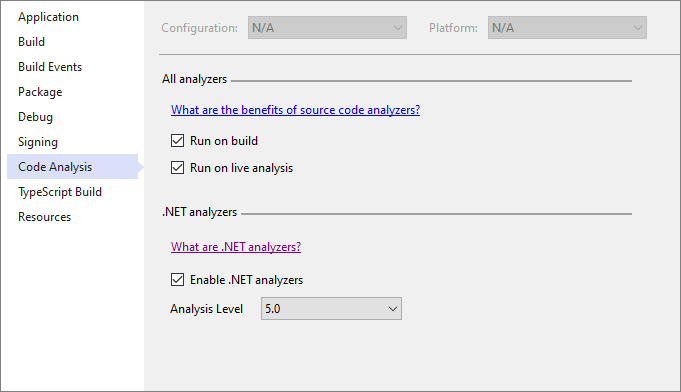 Application
Build
Build Events
Package
Debug
Signing
Code Analysis
TypeScript Build
Resources
Configuration: N/A Platform: N/A
All analyzers
What are the benefits of source code analyzers?
Run on build
Run on live analysis
.NET analyzers
What are .NET analyzers?
Enable .NET analyzers
Analysis Level 5.0